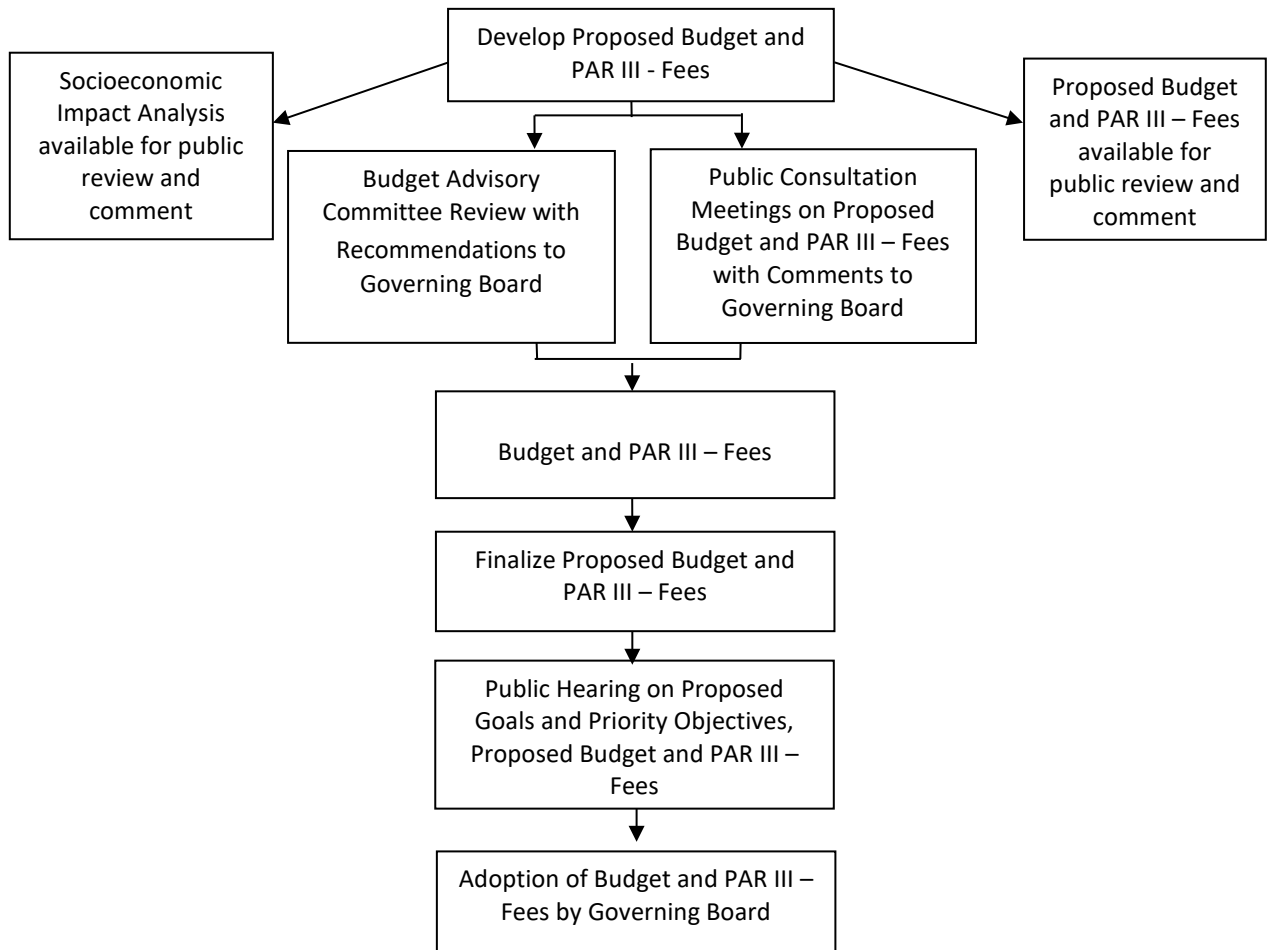 Develop Proposed Budget and
PAR III - Fees
Socioeconomic
Impact Analysis
available for public
review and
comment
Proposed Budget
and PAR III – Fees
available for
public review and
comment
Budget Advisory
Committee Review with
Recommendations to
Governing Board
Public Consultation
Meetings on Proposed
Budget and PAR III – Fees
with Comments to
Governing Board
Budget and PAR III – Fees
Finalize Proposed Budget and
PAR III – Fees
Public Hearing on Proposed
Goals and Priority Objectives,
Proposed Budget and PAR III –
Fees
Adoption of Budget and PAR III –
Fees by Governing Board